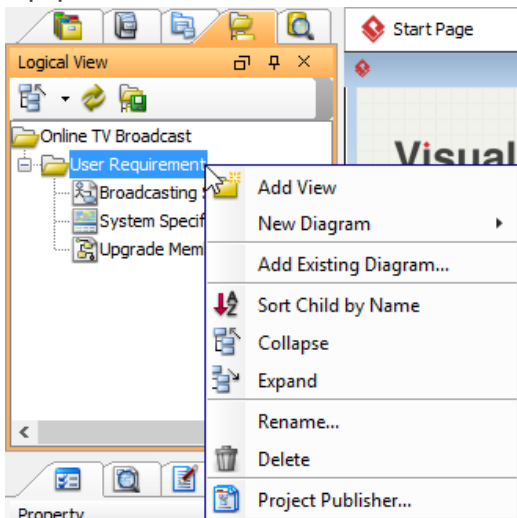 Start Page
Logical View
Online TV Broadcast
User Requirement
Broadcasting
System Specif
Upgrade Mem
Visual
Add View
New Diagram
Add Existing Diagram...
Sort Child by Name
Collapse
Expand
Rename...
Delete
Project Publisher...
Property